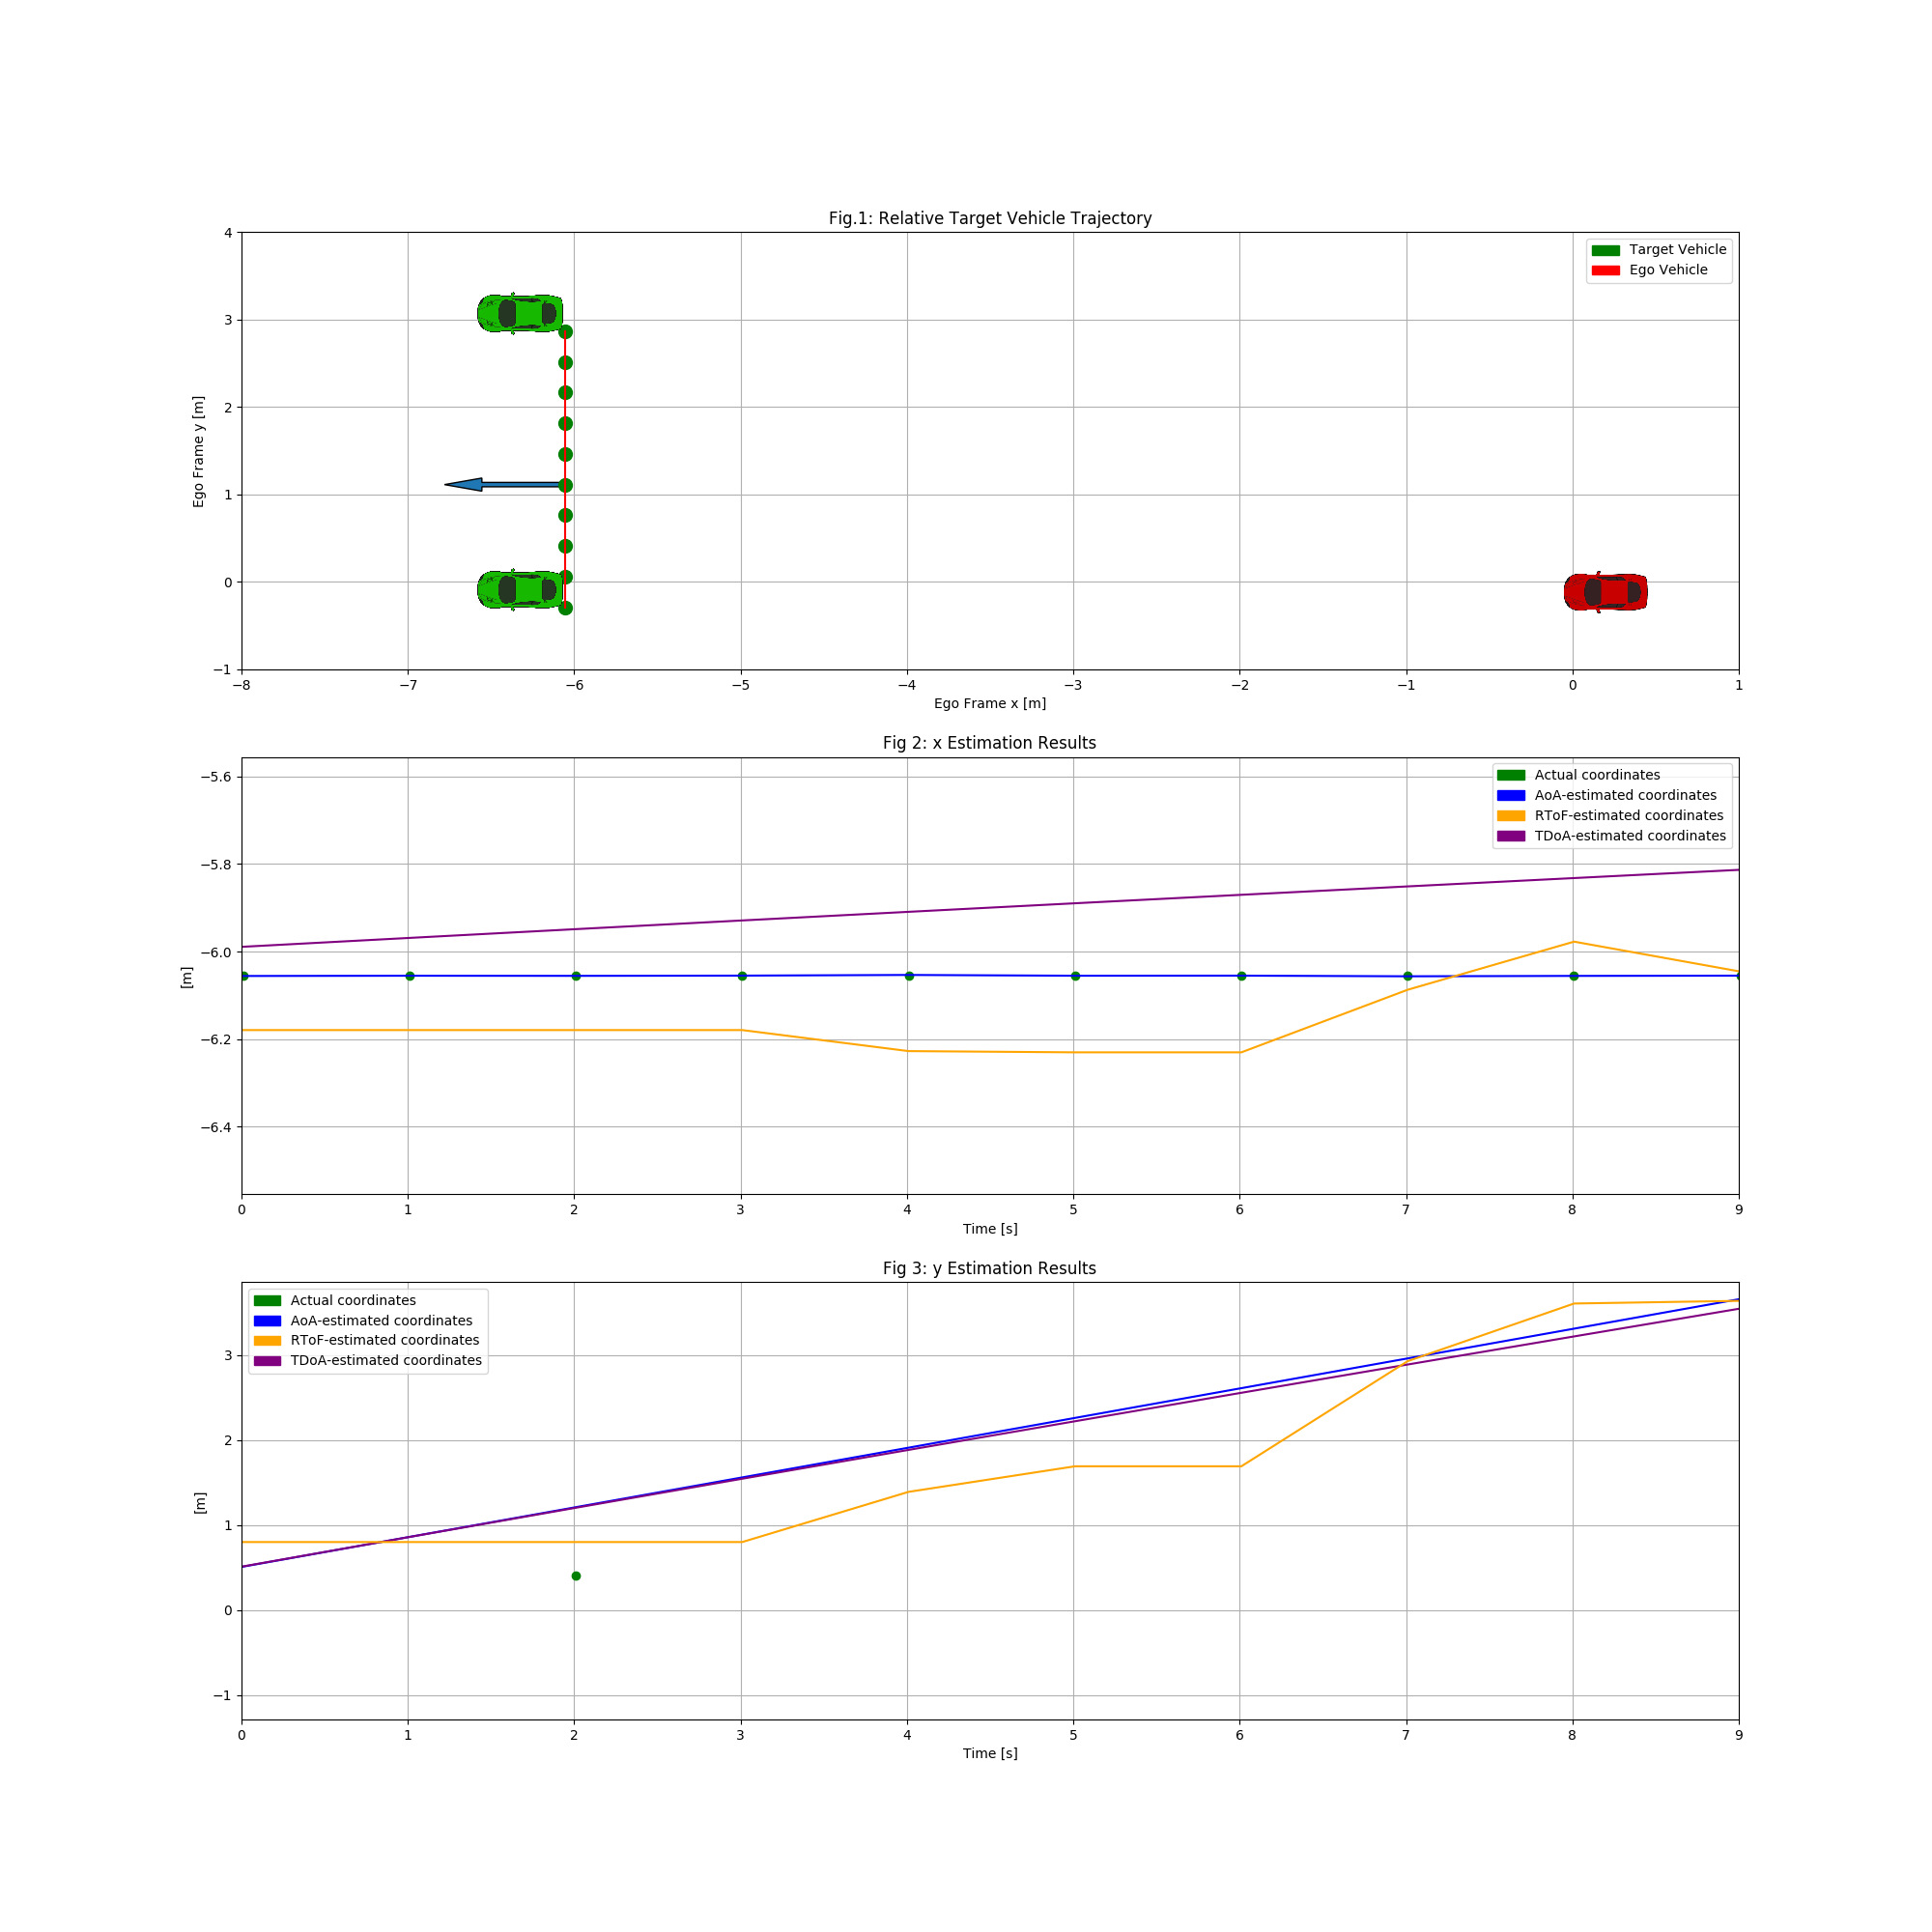 Fig.1: Relative Target Vehicle Trajectory
4
3
2
1
0
−1
Ego Frame y [m]
Target Vehicle
Ego Vehicle
−8 −7 −6 −5 −4 −3 −2 −1 0 1
Ego Frame x [m]
Fig 2: x Estimation Results
−5.6
−5.8
−6.0
−6.2
−6.4
[m]
Actual coordinates
AoA-estimated coordinates
RToF-estimated coordinates
TDoA-estimated coordinates
0 1 2 3 4 5 6 7 8 9
Time [s]
Fig 3: y Estimation Results
3
2
1
0
−1
[m]
Actual coordinates
AoA-estimated coordinates
RToF-estimated coordinates
TDoA-estimated coordinates
0 1 2 3 4 5 6 7 8 9
Time [s]